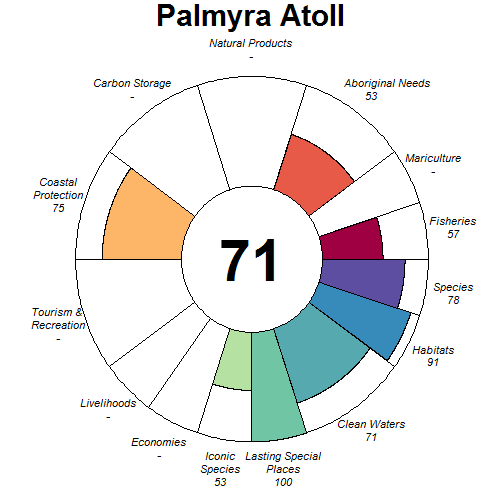 Palmyra Atoll
Natural Products
-
Carbon Storage
-
Aboriginal Needs
53
Mariculture
-
Coastal
Protection
75
Fisheries
57
71
Species
78
Tourism &
Recreation
-
Habitats
91
Livelihoods
-
Clean Waters
71
Economies
-
Iconic
Species
53
Lasting Special
Places
100